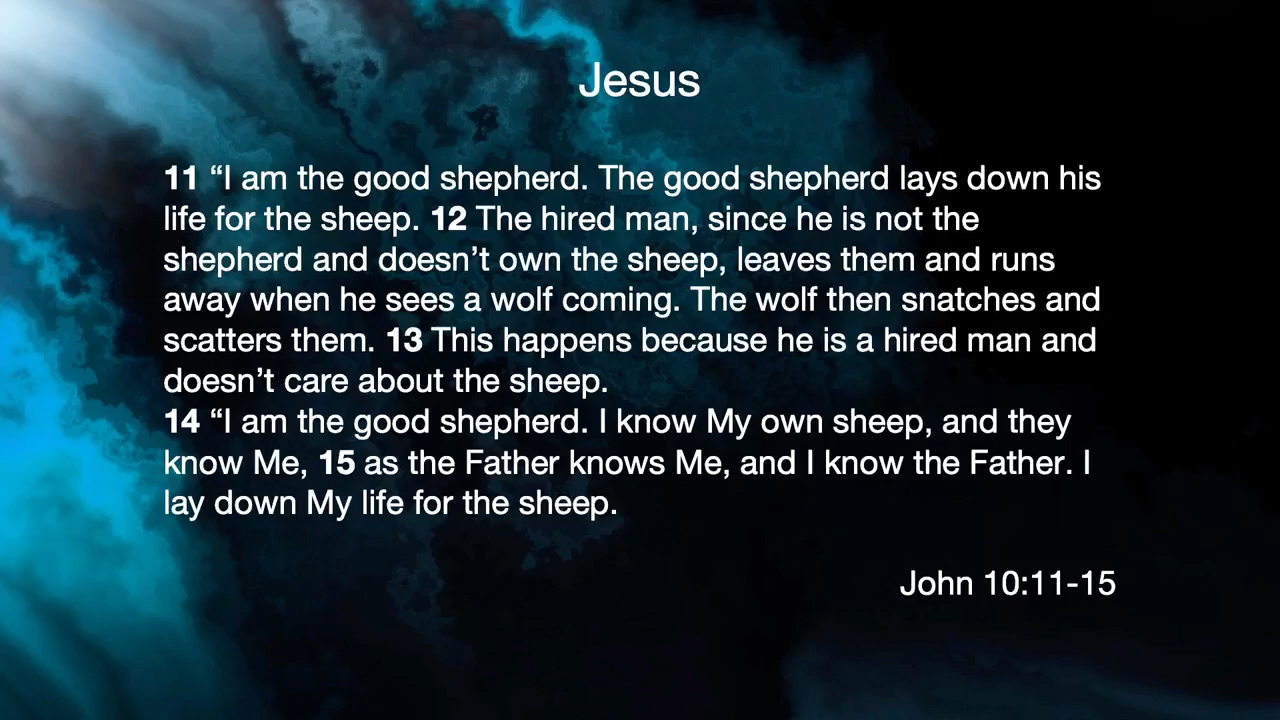 Jesus
11 “I am the good shepherd. The good shepherd lays down his
life for the sheep. 12 The hired man, since he is not the
shepherd and doesn’t own the sheep, leaves them and runs
away when he sees a wolf coming. The wolf then snatches and
scatters them. 13 This happens because he is a hired man and
doesn’t care about the sheep.
14 “I am the good shepherd. I know My own sheep, and they
know Me, 15 as the Father knows Me, and I know the Father. I
lay down My life for the sheep.
John 10:11-15